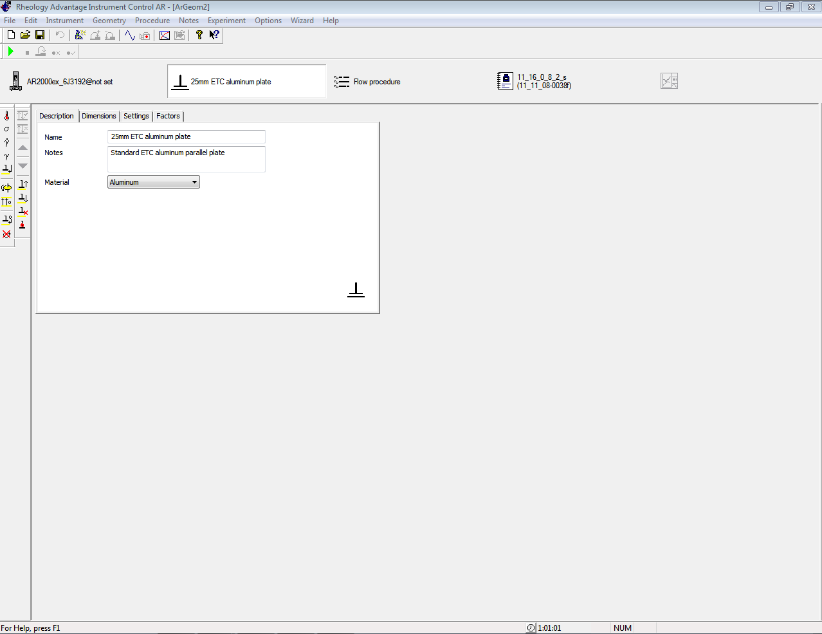 Rheology Advantage Instrument Control AR - [ArGeom2]
File Edit Instrument Geometry Procedure Notes Experiment Options Wizard Help
AR2000ex_6J3192@not set
25mm ETC aluminum plate
Flow procedure
11_16_0_8_2_s
(11_11_08-0038f)
Description Dimensions Settings Factors
Name 25mm ETC aluminum plate
Notes Standard ETC aluminum parallel plate
Material Aluminum
For Help, press F1 1:01:01 NUM